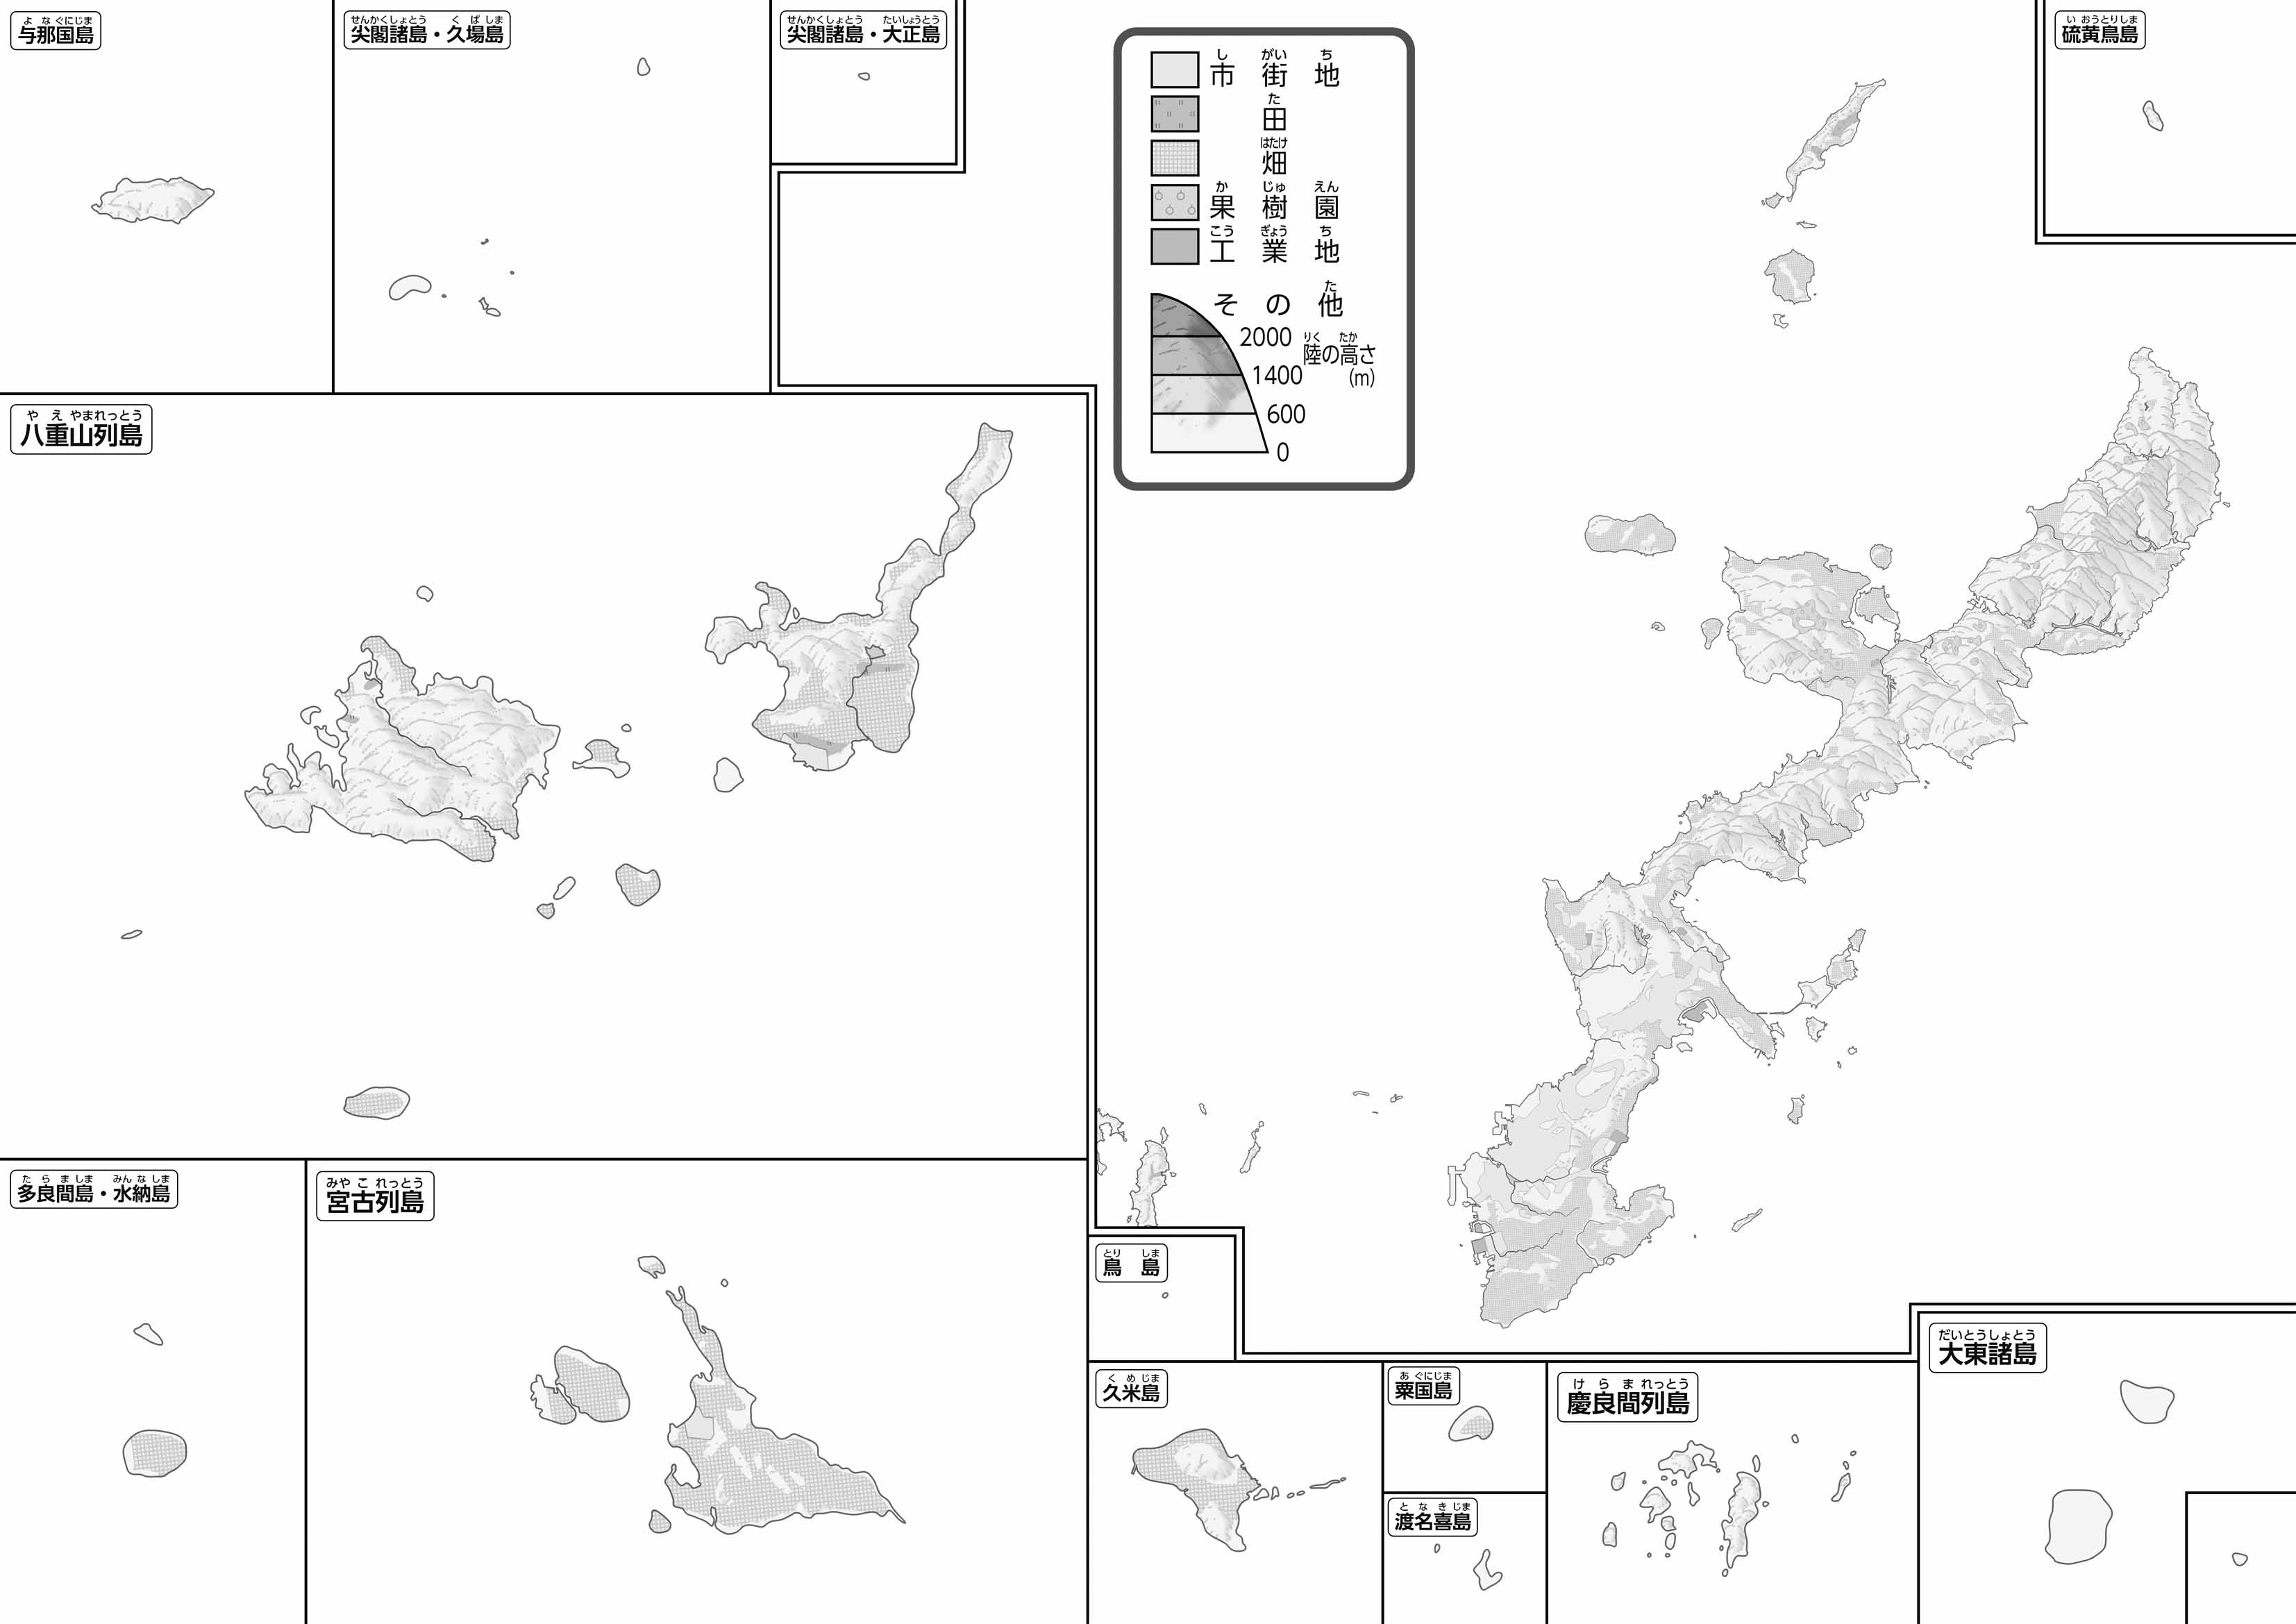 よなぐにじま
与那国島
せんかくしょとう くばしま
尖閣諸島・久場島
せんかくしょとう たいしょうとう
尖閣諸島・大正島
しがいち
市街地
た
田
はたけ
畑
かじゅえん
果樹園
こうぎょうち
工業地
た
その他
2000
りく たか
陸の高さ
1400
(m)
600
0
いおうとりしま
硫黄鳥島
やえやまれっとう
八重山列島
たらましま みんなしま
多良間島・水納島
みやこれっとう
宮古列島
とり しま
鳥 島
くめじま
久米島
あぐにじま
粟国島
となきじま
渡名喜島
けらまれっとう
慶良間列島
だいとうしょとう
大東諸島